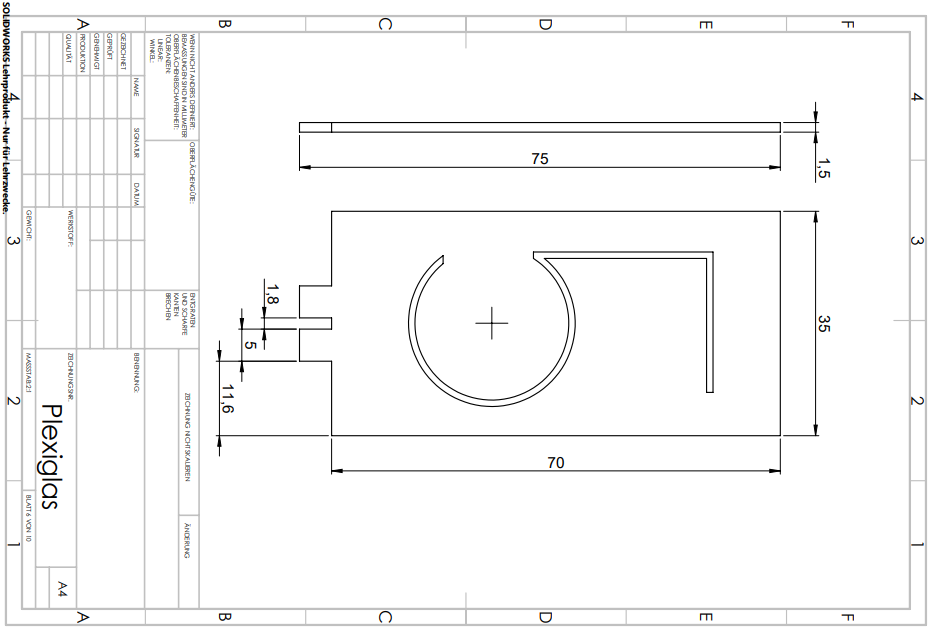 SOLIDWORKS Lehrprodukt - Nur für Lehrzwecke.
A
B
C
D
E
F
4
4
3
3
2
2
1
1
A
B
C
D
E
F
75
1,5
35
70
1,8
5
11,6
WENN NICHT ANDERS DEFINIERT:
BEMASSUNGEN SIND IN MILLIMETER
OBERFLÄCHENBESCHAFFENHEIT:
TOLERANZEN:
LINEAR:
WINKEL:
OBERFLÄCHENGÜTE:
ENTGRATEN
UND SCHARFE
KANTEN
BRECHEN
ZEICHNUNG NICHT SKALIEREN
ÄNDERUNG
NAME
SIGNATUR
DATUM
GEZEICHNET
GEPRÜFT
GENEHMIGT
PRODUKTION
QUALITÄT
BENENNUNG:
WERKSTOFF:
ZEICHNUNGSNR.
Plexiglas
A4
GEWICHT:
MASSSTAB:2:1
BLATT 6 VON 10